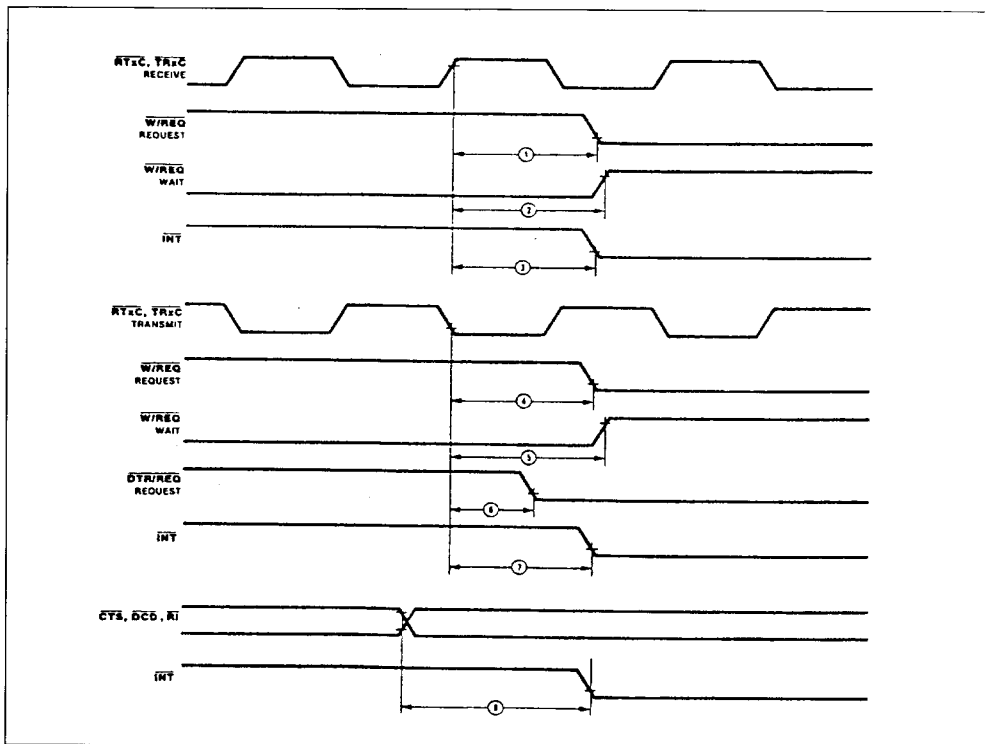 RTxC, TRxC
RECEIVE
W/REQ
REQUEST
1
W/REQ
WAIT
2
INT
3
RTxC, TRxC
TRANSMIT
W/REQ
REQUEST
4
W/REQ
WAIT
5
DTR/REQ
REQUEST
6
INT
7
CTS, DCD, RI
INT
8